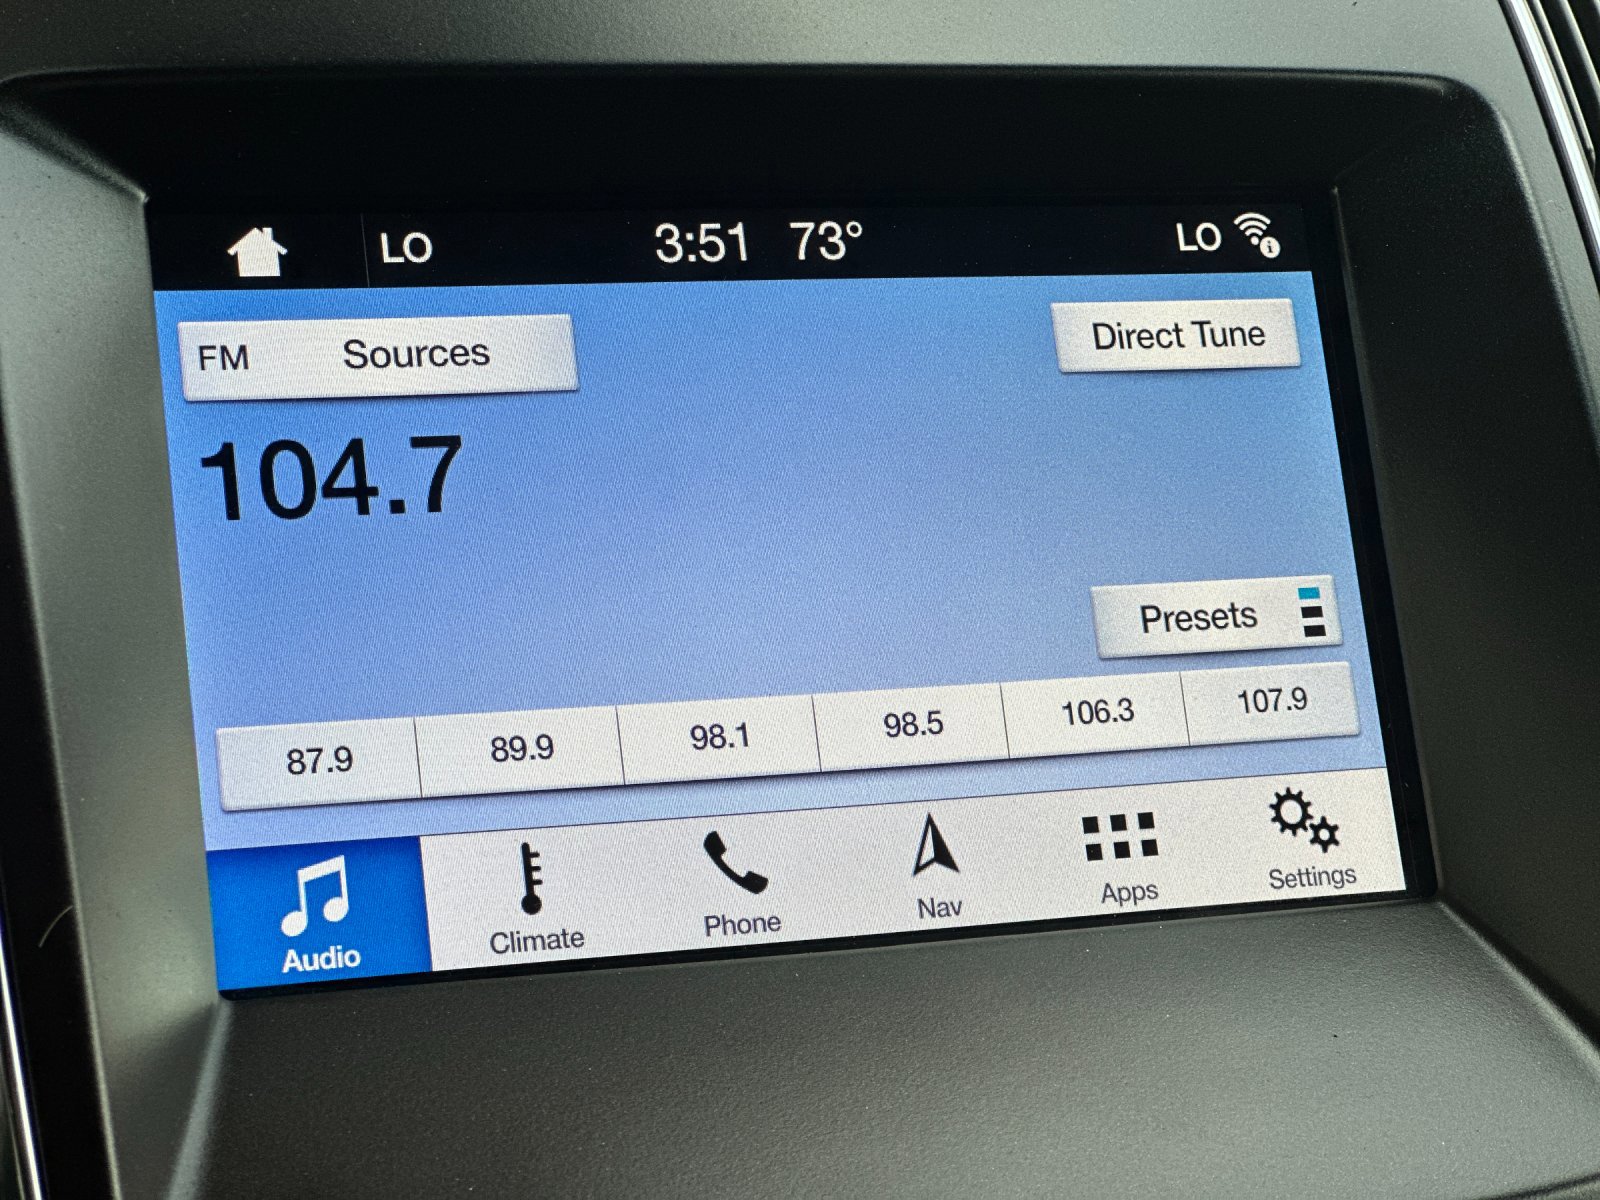 LO 3:51 73° LO
FM Sources Direct Tune
104.7
Presets
87.9 89.9 98.1 98.5 106.3 107.9
Audio Climate Phone Nav Apps Settings